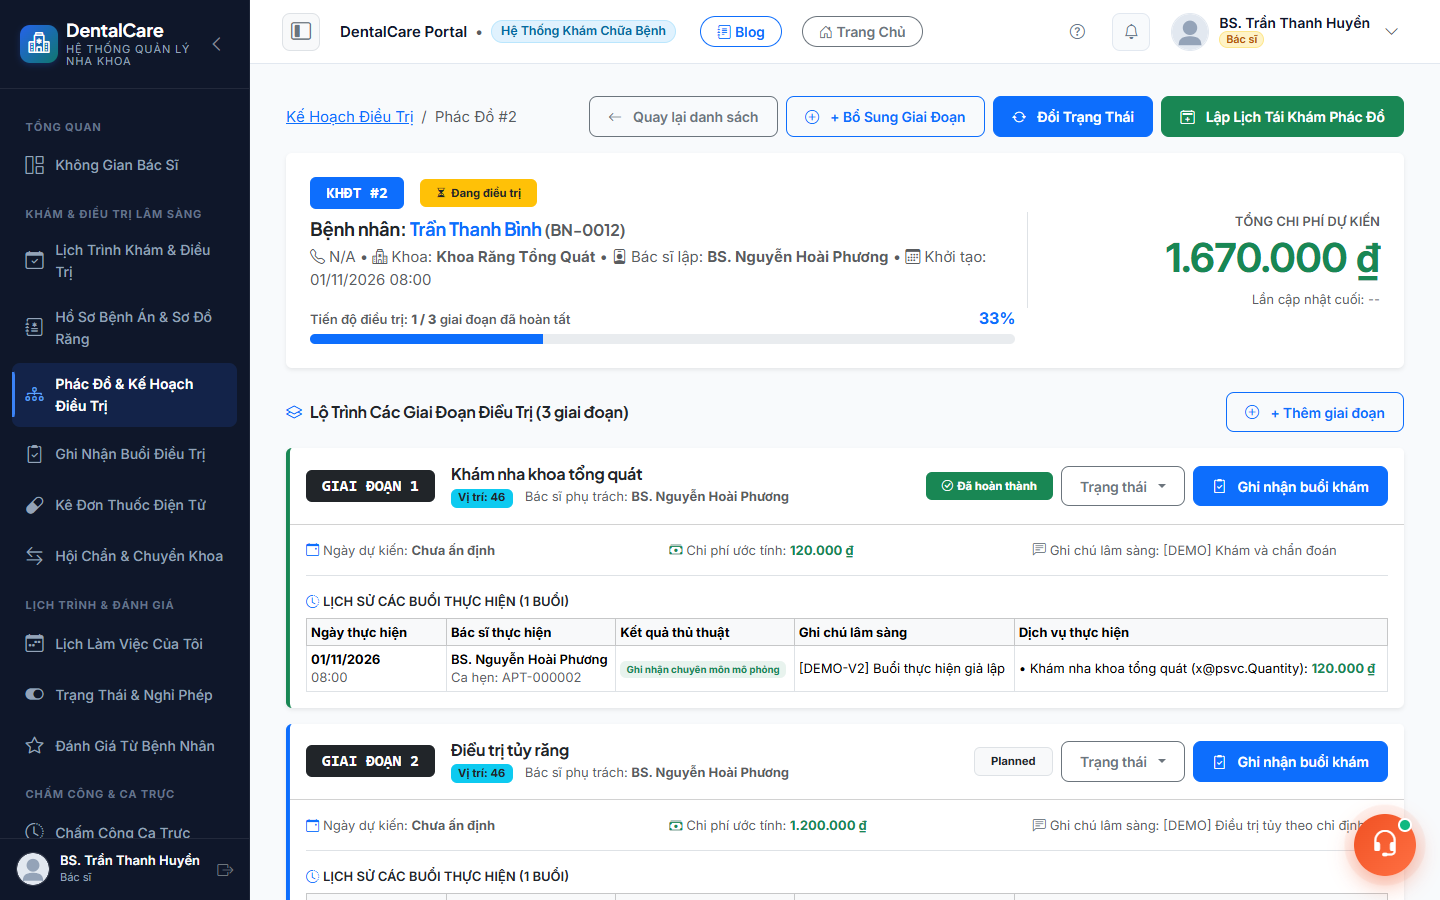 DentalCare
HỆ THỐNG QUẢN LÝ
NHA KHOA
TỔNG QUAN
Không Gian Bác Sĩ
KHÁM & ĐIỀU TRỊ LÂM SÀNG
Lịch Trình Khám & Điều
Trị
Hồ Sơ Bệnh Án & Sơ Đồ
Răng
Phác Đồ & Kế Hoạch
Điều Trị
Ghi Nhận Buổi Điều Trị
Kê Đơn Thuốc Điện Tử
Hội Chẩn & Chuyển Khoa
LỊCH TRÌNH & ĐÁNH GIÁ
Lịch Làm Việc Của Tôi
Trạng Thái & Nghỉ Phép
Đánh Giá Từ Bệnh Nhân
CHẤM CÔNG & CA TRỰC
Chấm Công Ca Trực
BS. Trần Thanh Huyền
Bác sĩ
DentalCare Portal • Hệ Thống Khám Chữa Bệnh
Blog
Trang Chủ
BS. Trần Thanh Huyền
Bác sĩ
Kế Hoạch Điều Trị / Phác Đồ #2
Quay lại danh sách
+ Bổ Sung Giai Đoạn
Đổi Trạng Thái
Lập Lịch Tái Khám Phác Đồ
KHĐT #2
Đang điều trị
Bệnh nhân: Trần Thanh Bình (BN-0012)
N/A • Khoa: Khoa Răng Tổng Quát • Bác sĩ lập: BS. Nguyễn Hoài Phương • Khởi tạo:
01/11/2026 08:00
Tiến độ điều trị: 1 / 3 giai đoạn đã hoàn tất
33%
TỔNG CHI PHÍ DỰ KIẾN
1.670.000 ₫
Lần cập nhật cuối: --
Lộ Trình Các Giai Đoạn Điều Trị (3 giai đoạn)
+ Thêm giai đoạn
GIAI ĐOẠN 1
Khám nha khoa tổng quát
Vị trí: 46 Bác sĩ phụ trách: BS. Nguyễn Hoài Phương
Đã hoàn thành
Trạng thái
Ghi nhận buổi khám
Ngày dự kiến: Chưa ấn định
Chi phí ước tính: 120.000 ₫
Ghi chú lâm sàng: [DEMO] Khám và chẩn đoán
LỊCH SỬ CÁC BUỔI THỰC HIỆN (1 BUỔI)
Ngày thực hiện Bác sĩ thực hiện Kết quả thủ thuật Ghi chú lâm sàng Dịch vụ thực hiện
01/11/2026 BS. Nguyễn Hoài Phương
08:00 Ca hẹn: APT-000002
Ghi nhận chuyên môn mô phỏng
[DEMO-V2] Buổi thực hiện giả lập
• Khám nha khoa tổng quát (x@psvc.Quantity): 120.000 ₫
GIAI ĐOẠN 2
Điều trị tủy răng
Vị trí: 46 Bác sĩ phụ trách: BS. Nguyễn Hoài Phương
Planned
Trạng thái
Ghi nhận buổi khám
Ngày dự kiến: Chưa ấn định
Chi phí ước tính: 1.200.000 ₫
Ghi chú lâm sàng: [DEMO] Điều trị tủy theo chỉ định
LỊCH SỬ CÁC BUỔI THỰC HIỆN (1 BUỔI)